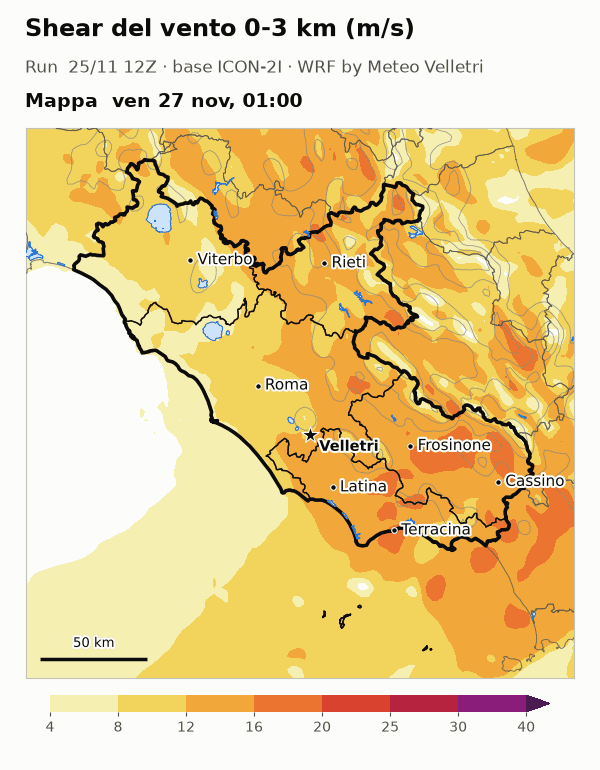 Shear del vento 0-3 km (m/s)
Run 25/11 12Z · base ICON-2I · WRF by Meteo Velletri
Mappa ven 27 nov, 01:00
Viterbo
Rieti
Roma
Velletri
Frosinone
Cassino
Latina
Terracina
50 km
4 8 12 16 20 25 30 40